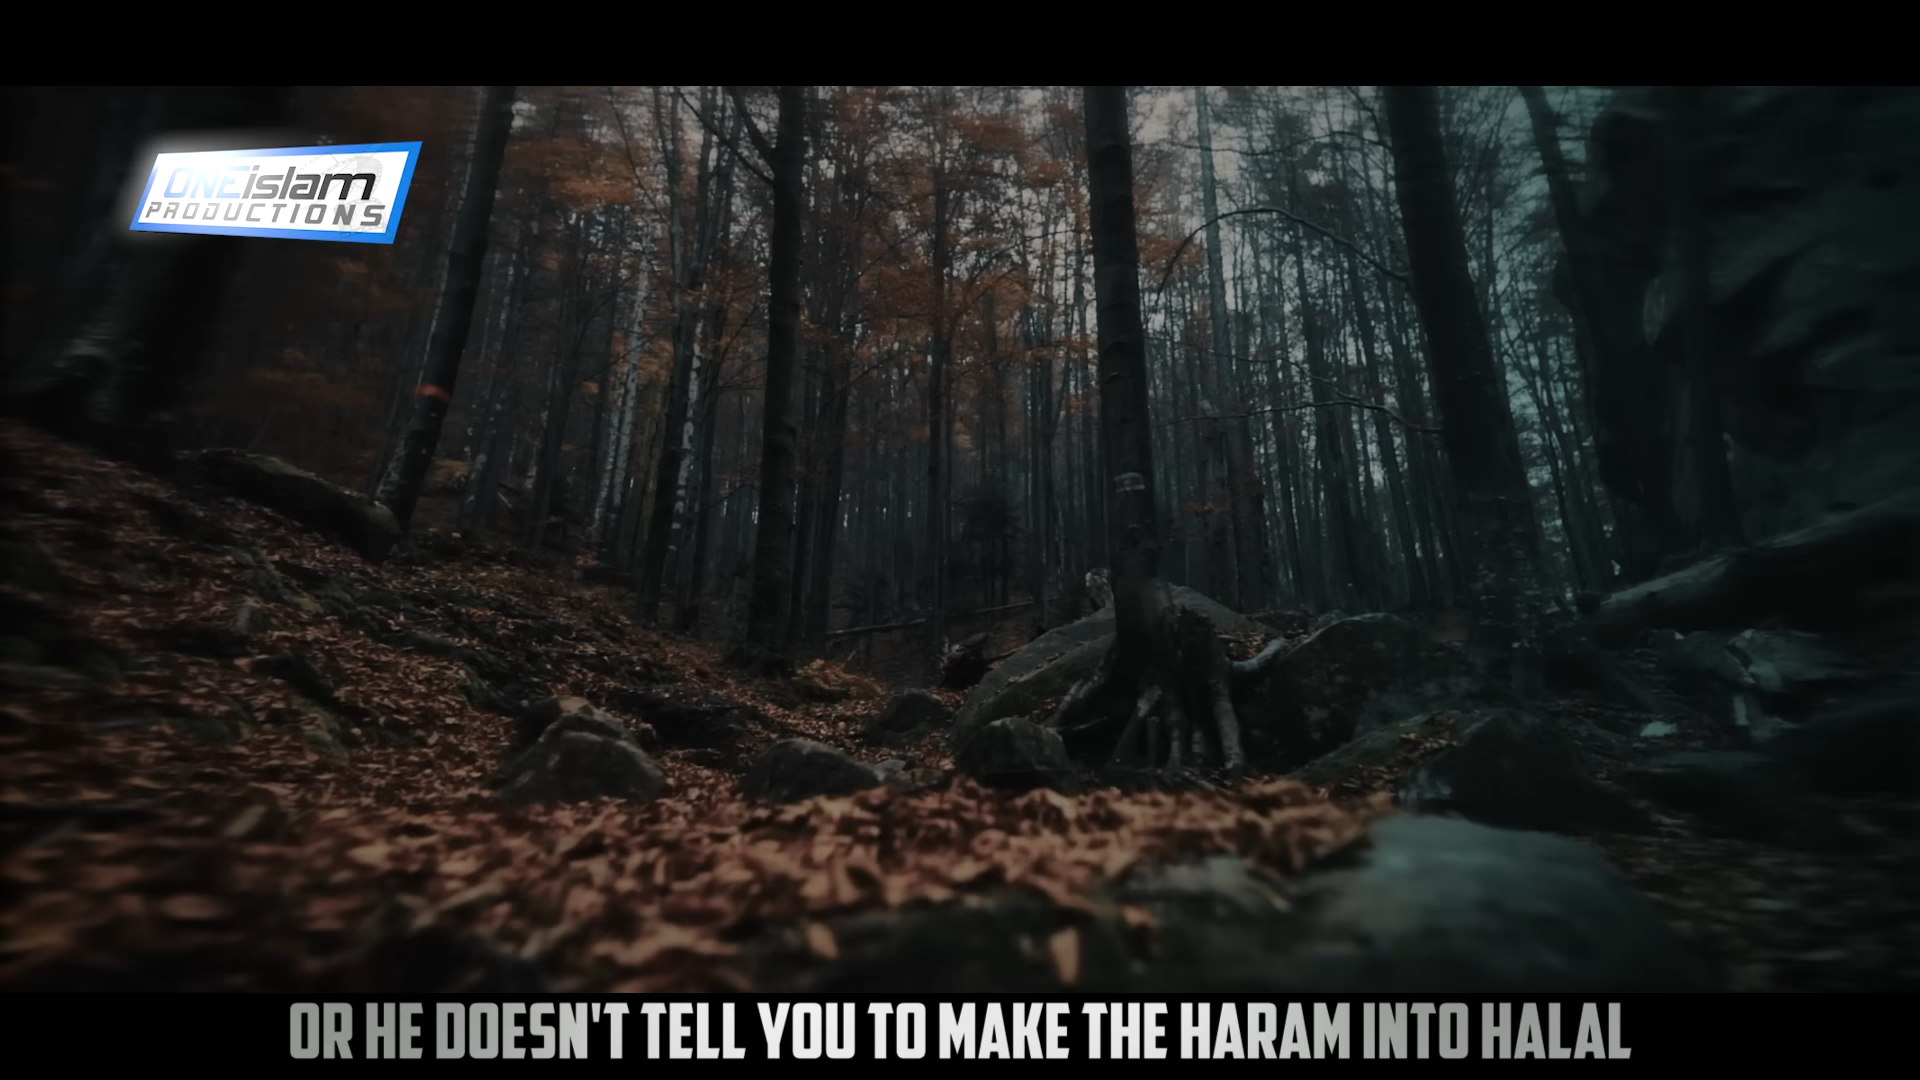 ONEislam
PRODUCTIONS
OR HE DOESN'T TELL YOU TO MAKE THE HARAM INTO HALAL